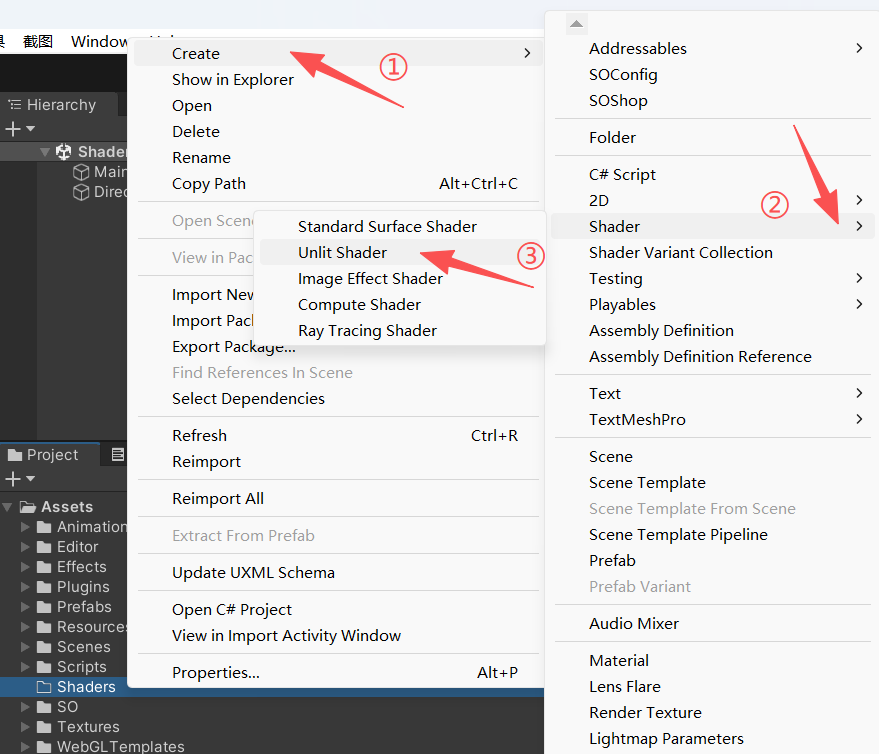 截图 Window
Hierarchy
Shader
Main
Direc
Project
Assets
Animation
Editor
Effects
Plugins
Prefabs
Resources
Scenes
Scripts
Shaders
SO
Textures
WebGLTemplates
Create
①
Show in Explorer
Open
Delete
Rename
Copy Path Alt+Ctrl+C
Open Scen
View in Pac
Import New
Import Pac
Export Package...
Find References In Scene
Select Dependencies
Refresh Ctrl+R
Reimport
Reimport All
Extract From Prefab
Update UXML Schema
Open C# Project
View in Import Activity Window
Properties... Alt+P
Standard Surface Shader
Unlit Shader
③
Image Effect Shader
Compute Shader
Ray Tracing Shader
Addressables
SOConfig
SOShop
Folder
C# Script
2D
②
Shader
Shader Variant Collection
Testing
Playables
Assembly Definition
Assembly Definition Reference
Text
TextMeshPro
Scene
Scene Template
Scene Template From Scene
Scene Template Pipeline
Prefab
Prefab Variant
Audio Mixer
Material
Lens Flare
Render Texture
Lightmap Parameters